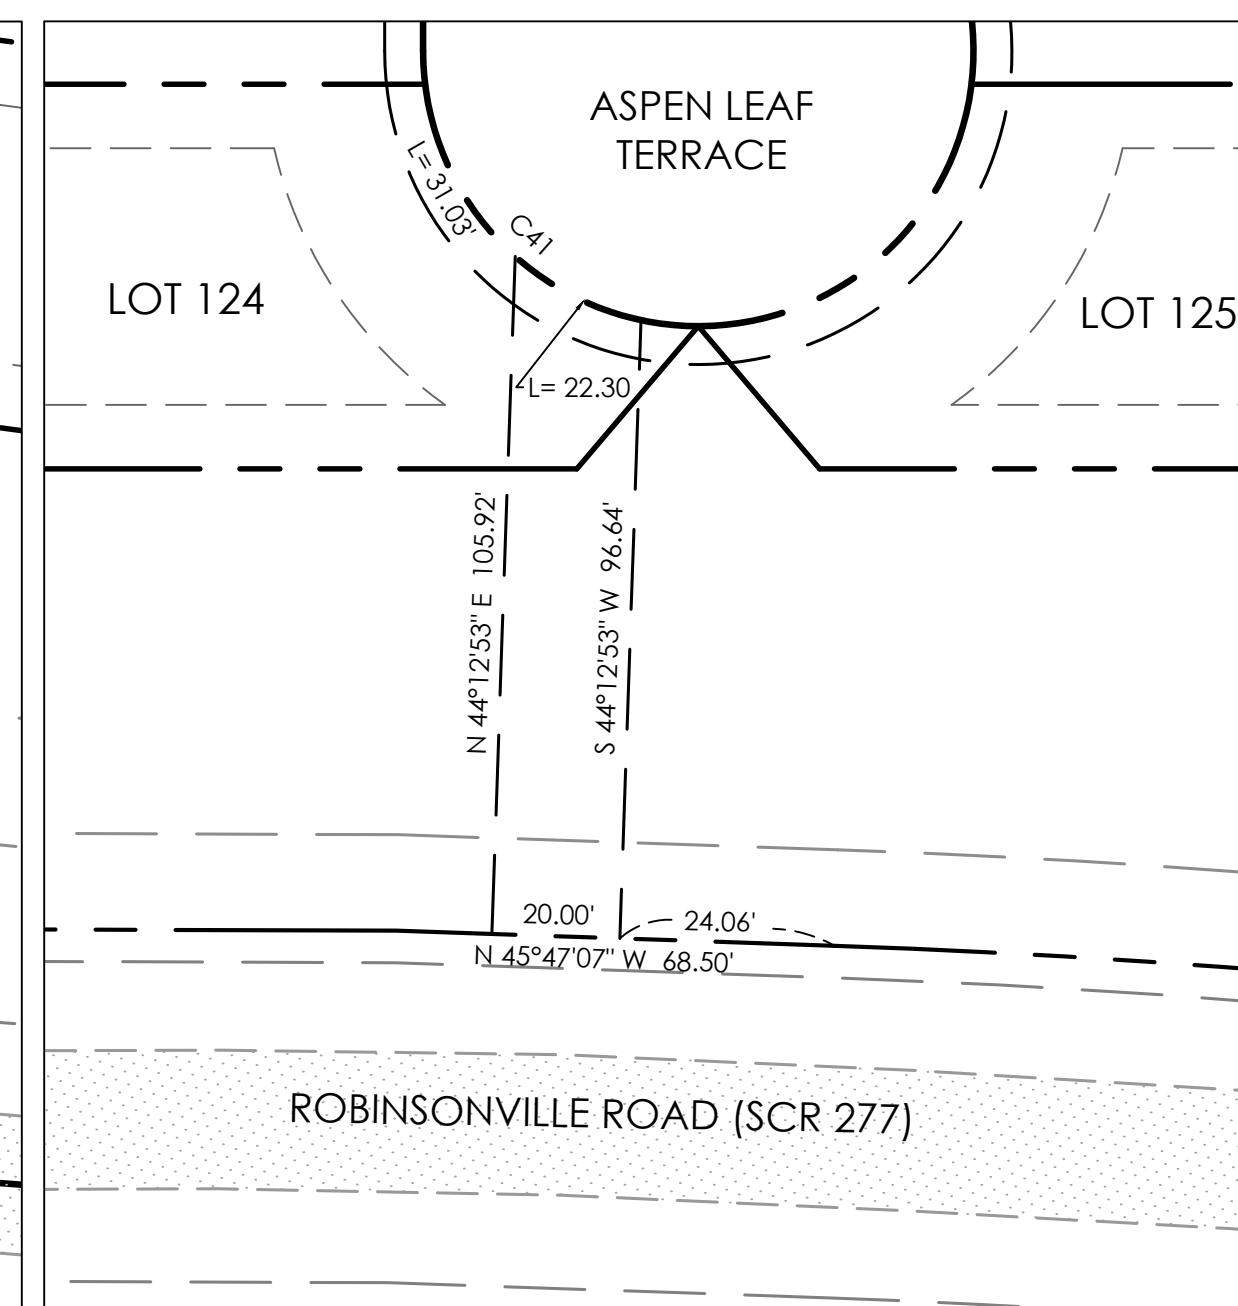 ASPEN LEAF
TERRACE
L= 31.03'
C41
LOT 124
LOT 125
L= 22.30
N 44°12'53" E 105.92'
S 44°12'53" W 96.64'
20.00'
24.06'
N 45°47'07" W 68.50'
ROBINSONVILLE ROAD (SCR 277)